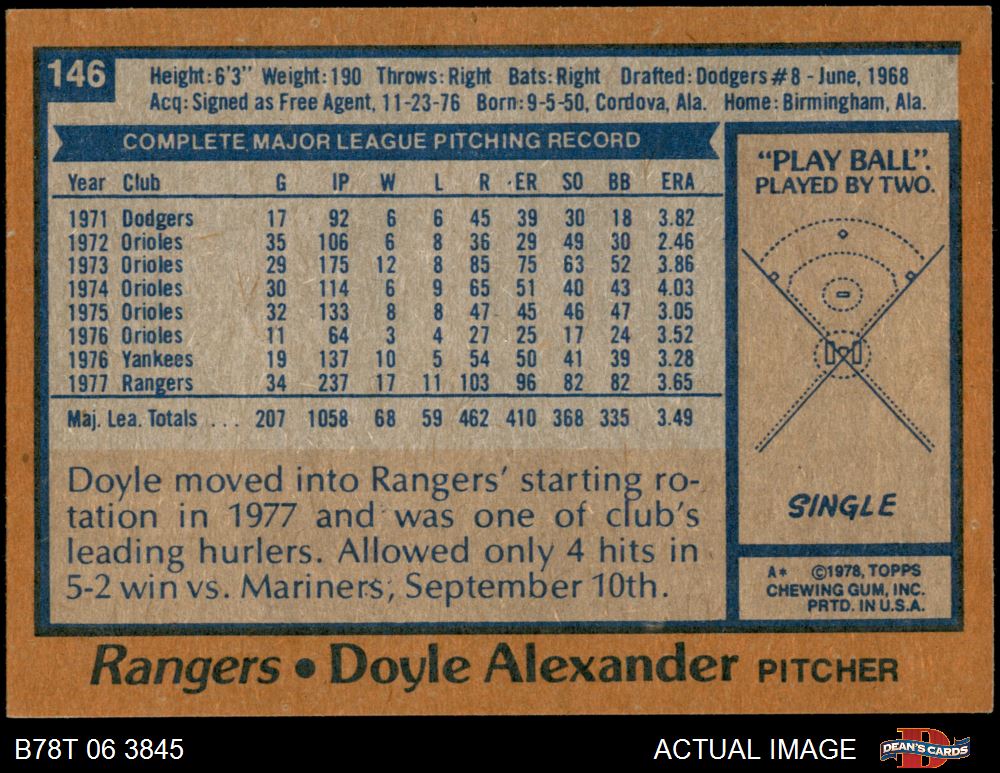 146
Height: 6'3" Weight: 190 Throws: Right Bats: Right Drafted: Dodgers #8 - June, 1968
Acq: Signed as Free Agent, 11-23-76 Born: 9-5-50, Cordova, Ala. Home: Birmingham, Ala.
COMPLETE MAJOR LEAGUE PITCHING RECORD
Year Club G IP W L R ER SO BB ERA
1971 Dodgers 17 92 6 6 45 39 30 18 3.82
1972 Orioles 35 106 6 8 36 29 49 30 2.46
1973 Orioles 29 175 12 8 85 75 63 52 3.86
1974 Orioles 30 114 6 9 65 51 40 43 4.03
1975 Orioles 32 133 8 8 47 45 46 47 3.05
1976 Orioles 11 64 3 4 27 25 17 24 3.52
1976 Yankees 19 137 10 5 54 50 41 39 3.28
1977 Rangers 34 237 17 11 103 96 82 82 3.65
Maj. Lea. Totals ... 207 1058 68 59 462 410 368 335 3.49
Doyle moved into Rangers' starting ro-
tation in 1977 and was one of club's
leading hurlers. Allowed only 4 hits in
5-2 win vs. Mariners, September 10th.
"PLAY BALL".
PLAYED BY TWO.
SINGLE
A* ©1978, TOPPS
CHEWING GUM, INC.
PRTD. IN U.S.A.
Rangers • Doyle Alexander PITCHER
B78T 06 3845 ACTUAL IMAGE
DEAN'S CARDS